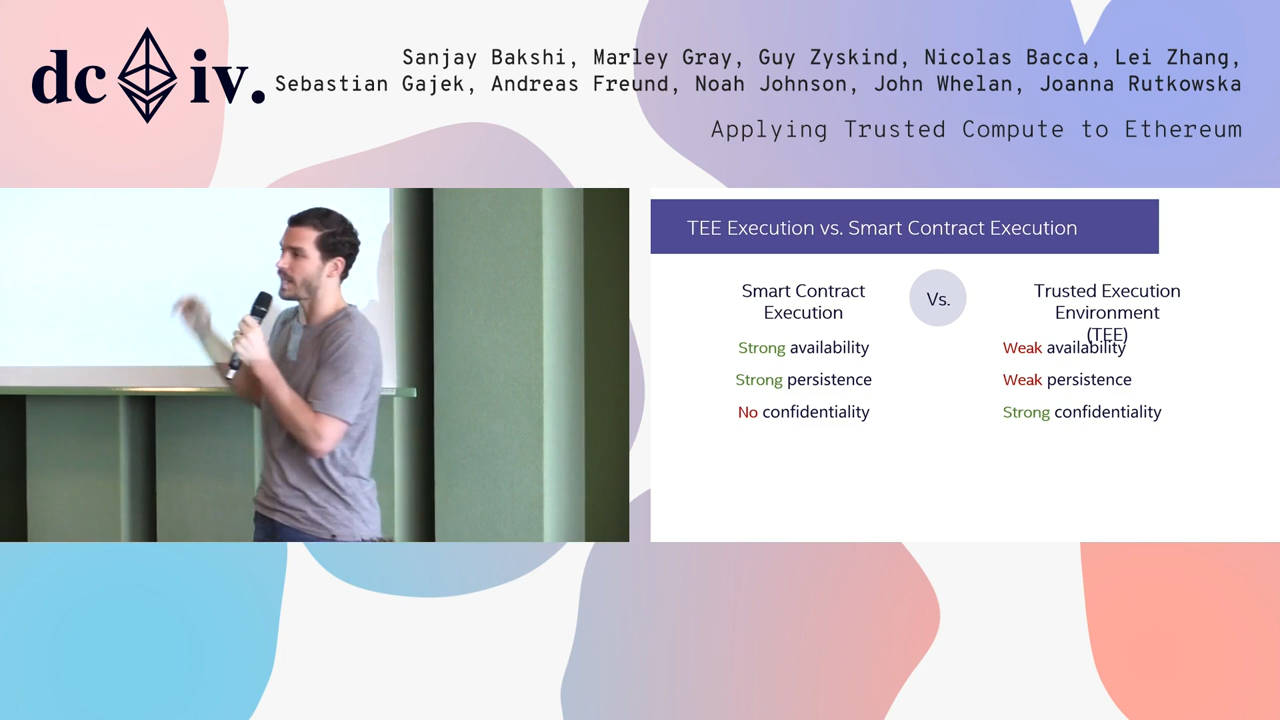 dc iv.
Sanjay Bakshi, Marley Gray, Guy Zyskind, Nicolas Bacca, Lei Zhang,
Sebastian Gajek, Andreas Freund, Noah Johnson, John Whelan, Joanna Rutkowska
Applying Trusted Compute to Ethereum
TEE Execution vs. Smart Contract Execution
Smart Contract
Execution
Vs.
Trusted Execution
Environment
(TEE)
Strong availability
Strong persistence
No confidentiality
Weak availability
Weak persistence
Strong confidentiality